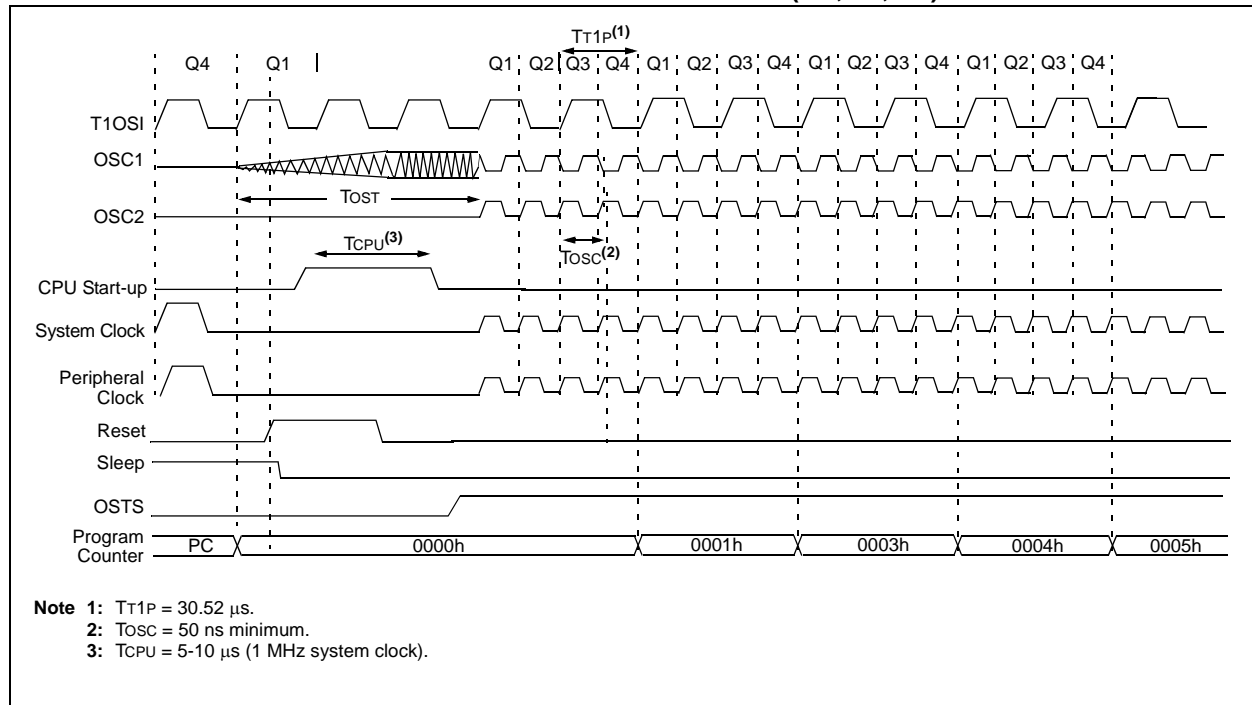 TT1P(1)
Q4 Q1 Q1 Q2 Q3 Q4 Q1 Q2 Q3 Q4 Q1 Q2 Q3 Q4 Q1 Q2 Q3 Q4
T1OSI
OSC1
TOST
OSC2
TCPU(3)
TOSC(2)
CPU Start-up
System Clock
Peripheral
Clock
Reset
Sleep
OSTS
Program
Counter
PC 0000h 0001h 0003h 0004h 0005h
Note 1: TT1P = 30.52 μs.
2: TOSC = 50 ns minimum.
3: TCPU = 5-10 μs (1 MHz system clock).